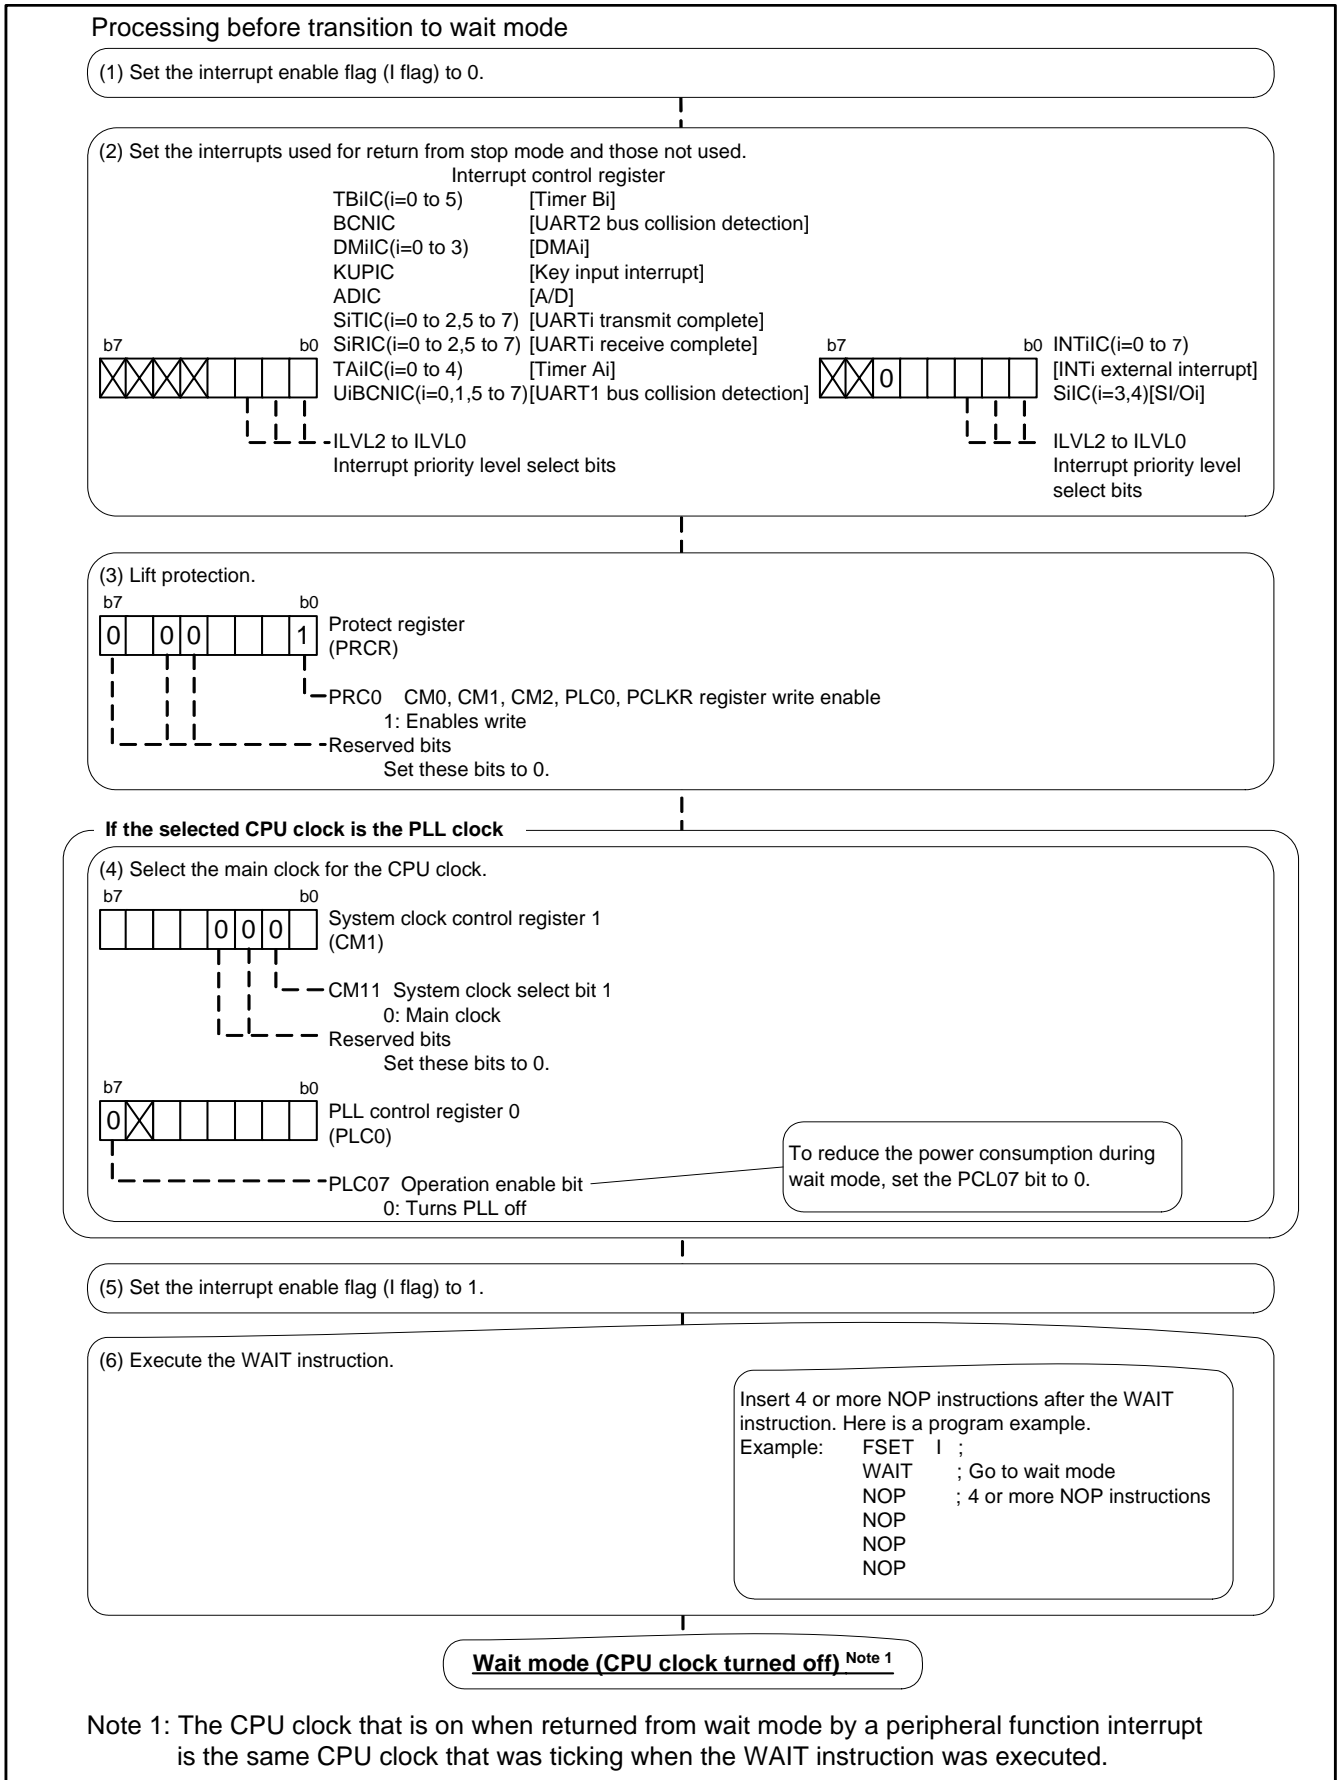 Processing before transition to wait mode
(1) Set the interrupt enable flag (I flag) to 0.
(2) Set the interrupts used for return from stop mode and those not used.
Interrupt control register
TBiIC(i=0 to 5) [Timer Bi]
BCNIC [UART2 bus collision detection]
DMiIC(i=0 to 3) [DMAi]
KUPIC [Key input interrupt]
ADIC [A/D]
SiTIC(i=0 to 2,5 to 7) [UARTi transmit complete]
b7 b0 SiRIC(i=0 to 2,5 to 7) [UARTi receive complete]
TAiIC(i=0 to 4) [Timer Ai]
UiBCNIC(i=0,1,5 to 7)[UART1 bus collision detection]
ILVL2 to ILVL0
Interrupt priority level select bits
b7 b0 INTiIC(i=0 to 7)
0 [INTi external interrupt]
SiIC(i=3,4)[SI/Oi]
ILVL2 to ILVL0
Interrupt priority level
select bits
(3) Lift protection.
b7 b0
0 0 0 1 Protect register
(PRCR)
PRC0 CM0, CM1, CM2, PLC0, PCLKR register write enable
1: Enables write
Reserved bits
Set these bits to 0.
If the selected CPU clock is the PLL clock
(4) Select the main clock for the CPU clock.
b7 b0
0 0 0 System clock control register 1
(CM1)
CM11 System clock select bit 1
0: Main clock
Reserved bits
Set these bits to 0.
b7 b0
0 PLL control register 0
(PLC0)
PLC07 Operation enable bit
0: Turns PLL off
To reduce the power consumption during
wait mode, set the PCL07 bit to 0.
(5) Set the interrupt enable flag (I flag) to 1.
(6) Execute the WAIT instruction.
Insert 4 or more NOP instructions after the WAIT
instruction. Here is a program example.
Example: FSET I ;
WAIT ; Go to wait mode
NOP ; 4 or more NOP instructions
NOP
NOP
NOP
Wait mode (CPU clock turned off) Note 1
Note 1: The CPU clock that is on when returned from wait mode by a peripheral function interrupt
is the same CPU clock that was ticking when the WAIT instruction was executed.